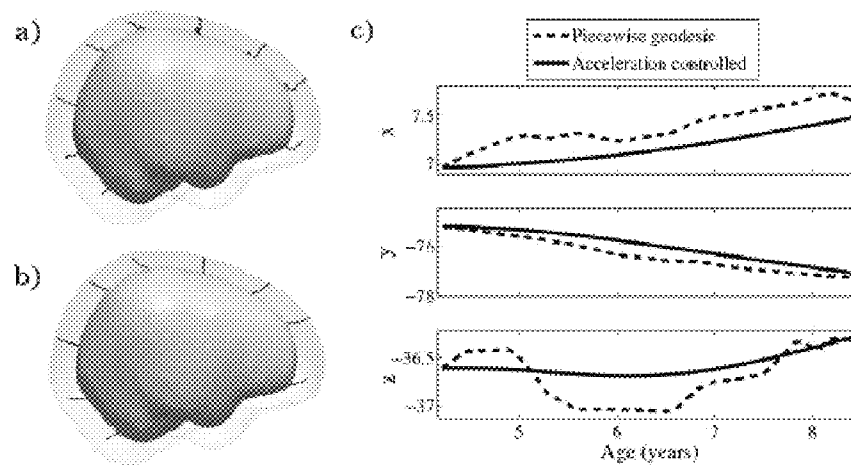 a)
b)
c)
Piecewise geodesic
Acceleration controlled
7.5
x
7
-76
y
-78
-36.5
z
-37
5 6 7 8
Age (years)